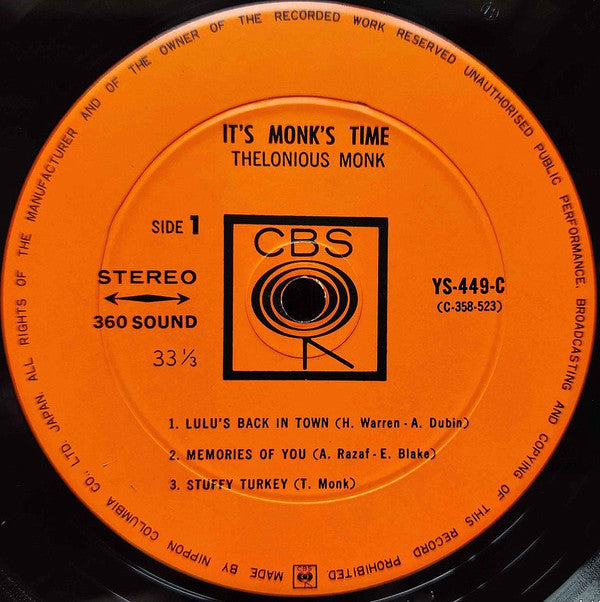 ALL RIGHTS OF THE MANUFACTURER AND OF THE OWNER OF THE RECORDED WORK RESERVED UNAUTHORISED PUBLIC PERFORMANCE, BROADCASTING AND COPYING OF THIS RECORD PROHIBITED
MADE BY NIPPON COLUMBIA CO., LTD. JAPAN
IT'S MONK'S TIME
THELONIOUS MONK
SIDE 1
CBS
STEREO
360 SOUND
33⅓
YS-449-C
(C-358-523)
1. LULU'S BACK IN TOWN (H. Warren - A. Dubin)
2. MEMORIES OF YOU (A. Razaf - E. Blake)
3. STUFFY TURKEY (T. Monk)
CBS